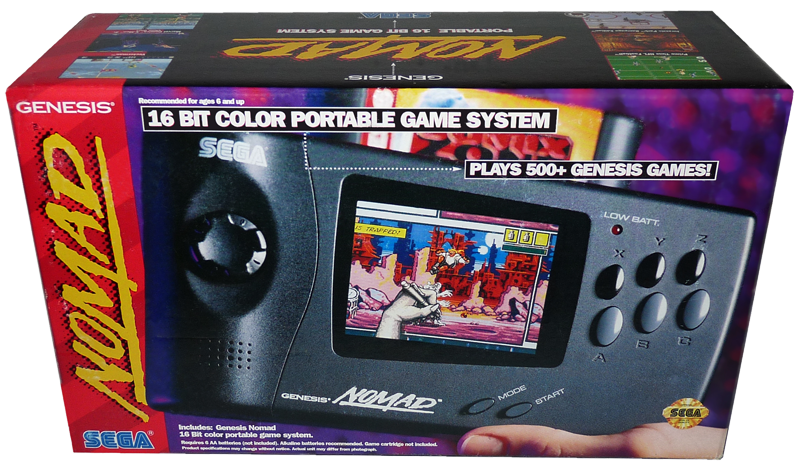 GENESIS
NOMAD
PORTABLE 16 BIT GAME SYSTEM
SEGA
GENESIS®
NOMAD
SEGA®
Recommended for ages 6 and up
16 BIT COLOR PORTABLE GAME SYSTEM
PLAYS 500+ GENESIS GAMES!
SEGA
IS TRAPPED!
LOW BATT.
X Y Z
A B C
GENESIS® NOMAD
MODE
START
SEGA
Includes: Genesis Nomad
16 Bit color portable game system.
Requires 6 AA batteries (not included). Alkaline batteries recommended. Game cartridge not included.
Product specifications may change without notice. Actual unit may differ from photograph.